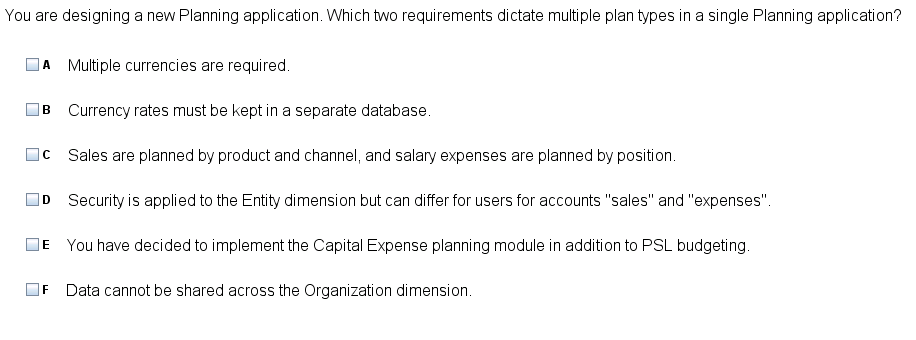 You are designing a new Planning application. Which two requirements dictate multiple plan types in a single Planning application?
A Multiple currencies are required.
B Currency rates must be kept in a separate database.
C Sales are planned by product and channel, and salary expenses are planned by position.
D Security is applied to the Entity dimension but can differ for users for accounts "sales" and "expenses".
E You have decided to implement the Capital Expense planning module in addition to PSL budgeting.
F Data cannot be shared across the Organization dimension.